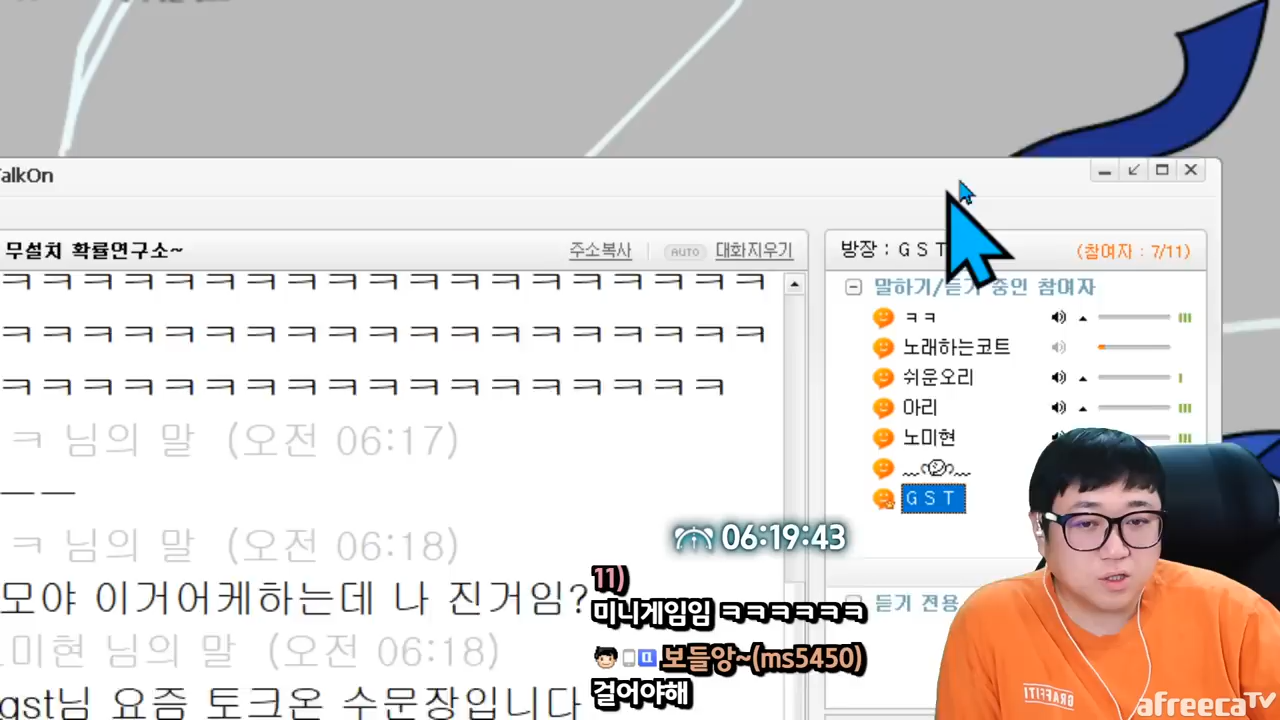 alkOn
무설치 확률연구소~ 주소복사 AUTO 대화지우기
ㅋㅋㅋㅋㅋㅋㅋㅋㅋㅋㅋㅋㅋㅋㅋㅋㅋㅋㅋ
ㅋㅋㅋㅋㅋㅋㅋㅋㅋㅋㅋㅋㅋㅋㅋㅋㅋㅋㅋ
ㅋㅋㅋㅋㅋㅋㅋㅋㅋㅋㅋㅋㅋㅋㅋㅋㅋㅋ
ㅋ 님의 말 (오전 06:17)
ㅡㅡ
ㅋ 님의 말 (오전 06:18)
모야 이거어케하는데 나 진거임?
미현 님의 말 (오전 06:18)
gst님 요즘 토크온 수문장입니다
방장 : G S T (참여자 : 7/11)
말하기/듣기 중인 참여자
ㅋㅋ
노래하는코트
쉬운오리
아리
노미현
G S T
듣기 전용
06:19:43
11)
미니게임임 ㅋㅋㅋㅋㅋㅋ
보들앙~(ms5450)
걸어야해
GRAFFITI
afreecaTV